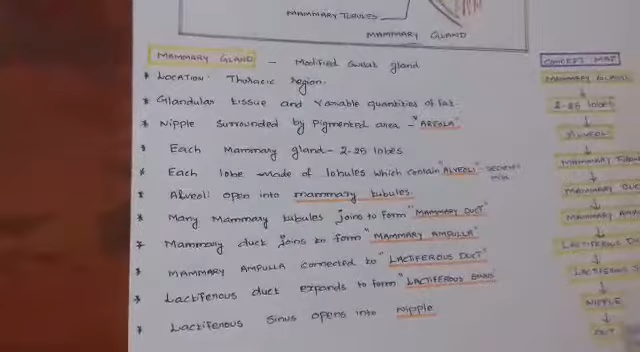 MAMMARY TUBULES
MAMMARY GLAND
MAMMARY GLAND - Modified sweat gland
* LOCATION: Thoracic region.
* Glandular tissue and variable quantities of fat.
* Nipple surrounded by pigmented area - "AREOLA"
* Each Mammary gland - 2-25 lobes
* Each lobe made of lobules which contain "ALVEOLI" -
* Alveoli open into mammary tubules.
* Many Mammary tubules joins to form "MAMMARY DUCT"
* Mammary duct joins to form "MAMMARY AMPULLA"
* MAMMARY AMPULLA connected to "LACTIFEROUS DUCT"
* Lactiferous duct expands to form "LACTIFEROUS SINUS"
* Lactiferous sinus opens into Nipple
CONCEPT MAP
MAMMARY GLAND
2-25 lobes
ALVEOLI
MAMMARY
MAMMARY
MAMMARY
LACTIFEROUS
LACTIFEROUS
NIPPLE
OUT